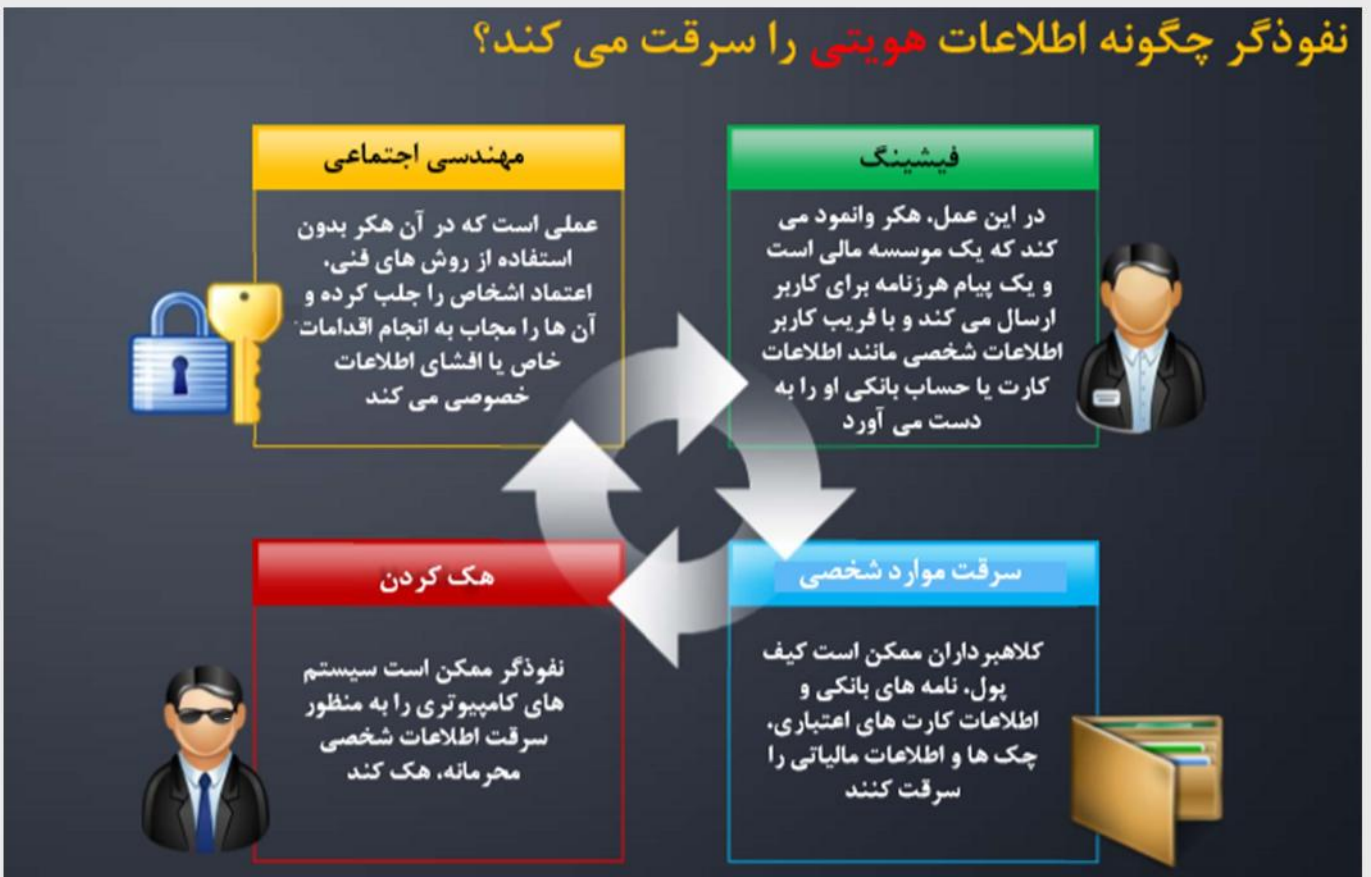 نفوذگر چگونه اطلاعات هویتی را سرقت می کند؟
فیشینگ
در این عمل، هکر وانمود می
کند که یک موسسه مالی است
و یک پیام هرزنامه برای کاربر
ارسال می کند و با فریب کاربر
اطلاعات شخصی مانند اطلاعات
کارت یا حساب بانکی او را به
دست می آورد
مهندسی اجتماعی
عملی است که در آن هکر بدون
استفاده از روش های فنی،
اعتماد اشخاص را جلب کرده و
آن ها را مجاب به انجام اقدامات
خاص یا افشای اطلاعات
خصوصی می کند
سرقت موارد شخصی
کلاهبرداران ممکن است کیف
پول، نامه های بانکی و
اطلاعات کارت های اعتباری،
چک ها و اطلاعات مالیاتی را
سرقت کنند
هک کردن
نفوذگر ممکن است سیستم
های کامپیوتری را به منظور
سرقت اطلاعات شخصی
محرمانه، هک کند